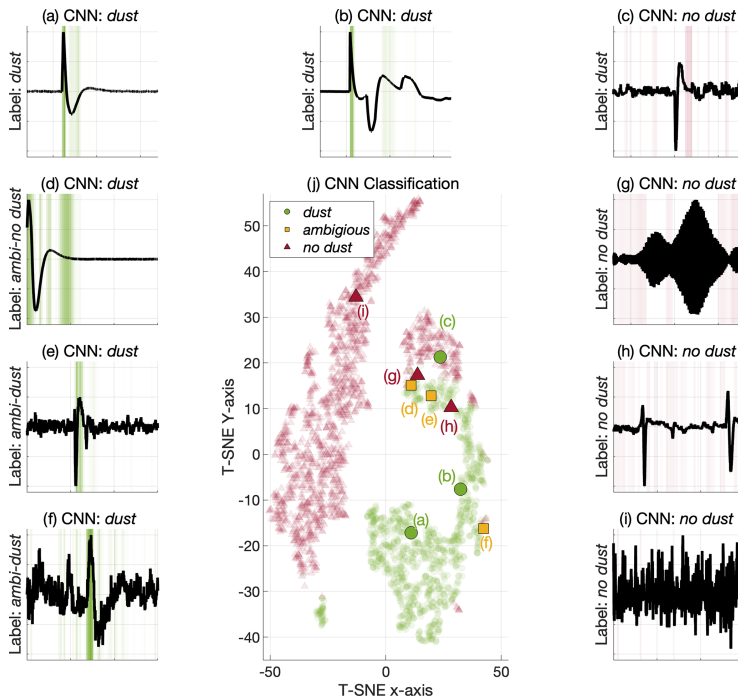 (a) CNN: dust
Label: dust
(b) CNN: dust
Label: dust
(c) CNN: no dust
Label: dust
(d) CNN: dust
Label: ambi-no dust
(j) CNN Classification
dust
ambigious
no dust
(g) CNN: no dust
Label: no dust
(e) CNN: dust
Label: ambi-dust
(h) CNN: no dust
Label: no dust
(f) CNN: dust
Label: ambi-dust
(i) CNN: no dust
Label: no dust
T-SNE Y-axis
50
40
30
20
10
0
-10
-20
-30
-40
(i)
(c)
(g)
(d)
(e)
(h)
(b)
(a)
(f)
-50
0
50
T-SNE x-axis